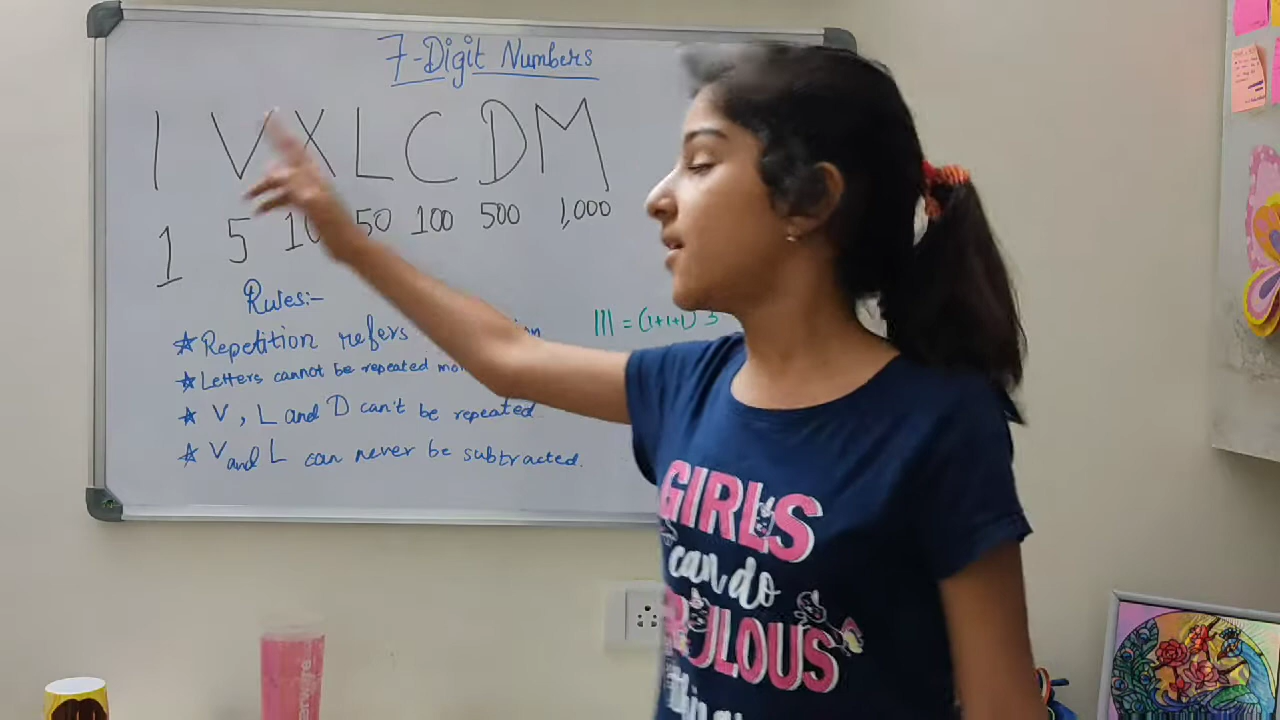 7-Digit Numbers
I V X L C D M
1 5 10 50 100 500 1,000
Rules:-
★ Repetition refers
III = (1+1+1) 3
★ Letters cannot be repeated
★ V, L and D can't be repeated
★ V and L can never be subtracted.
GIRLS
can do